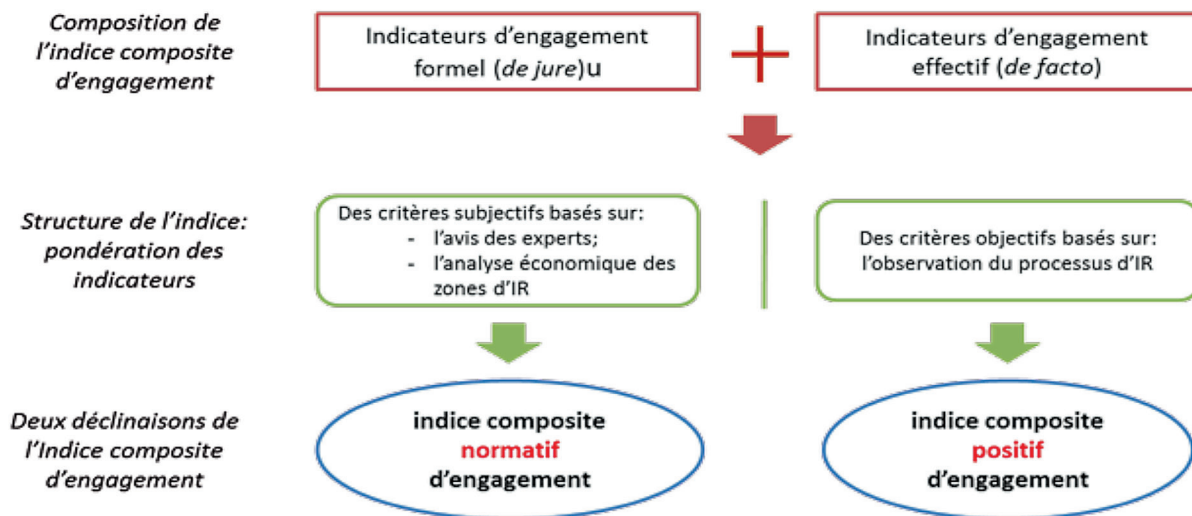 Composition de
l'indice composite
d'engagement
Indicateurs d'engagement
formel (de jure)u
Indicateurs d'engagement
effectif (de facto)
Structure de l'indice:
pondération des
indicateurs
Des critères subjectifs basés sur:
- l'avis des experts;
- l'analyse économique des
zones d'IR
Des critères objectifs basés sur:
l'observation du processus d'IR
Deux déclinaisons de
l'Indice composite
d'engagement
indice composite
normatif
d'engagement
indice composite
positif
d'engagement